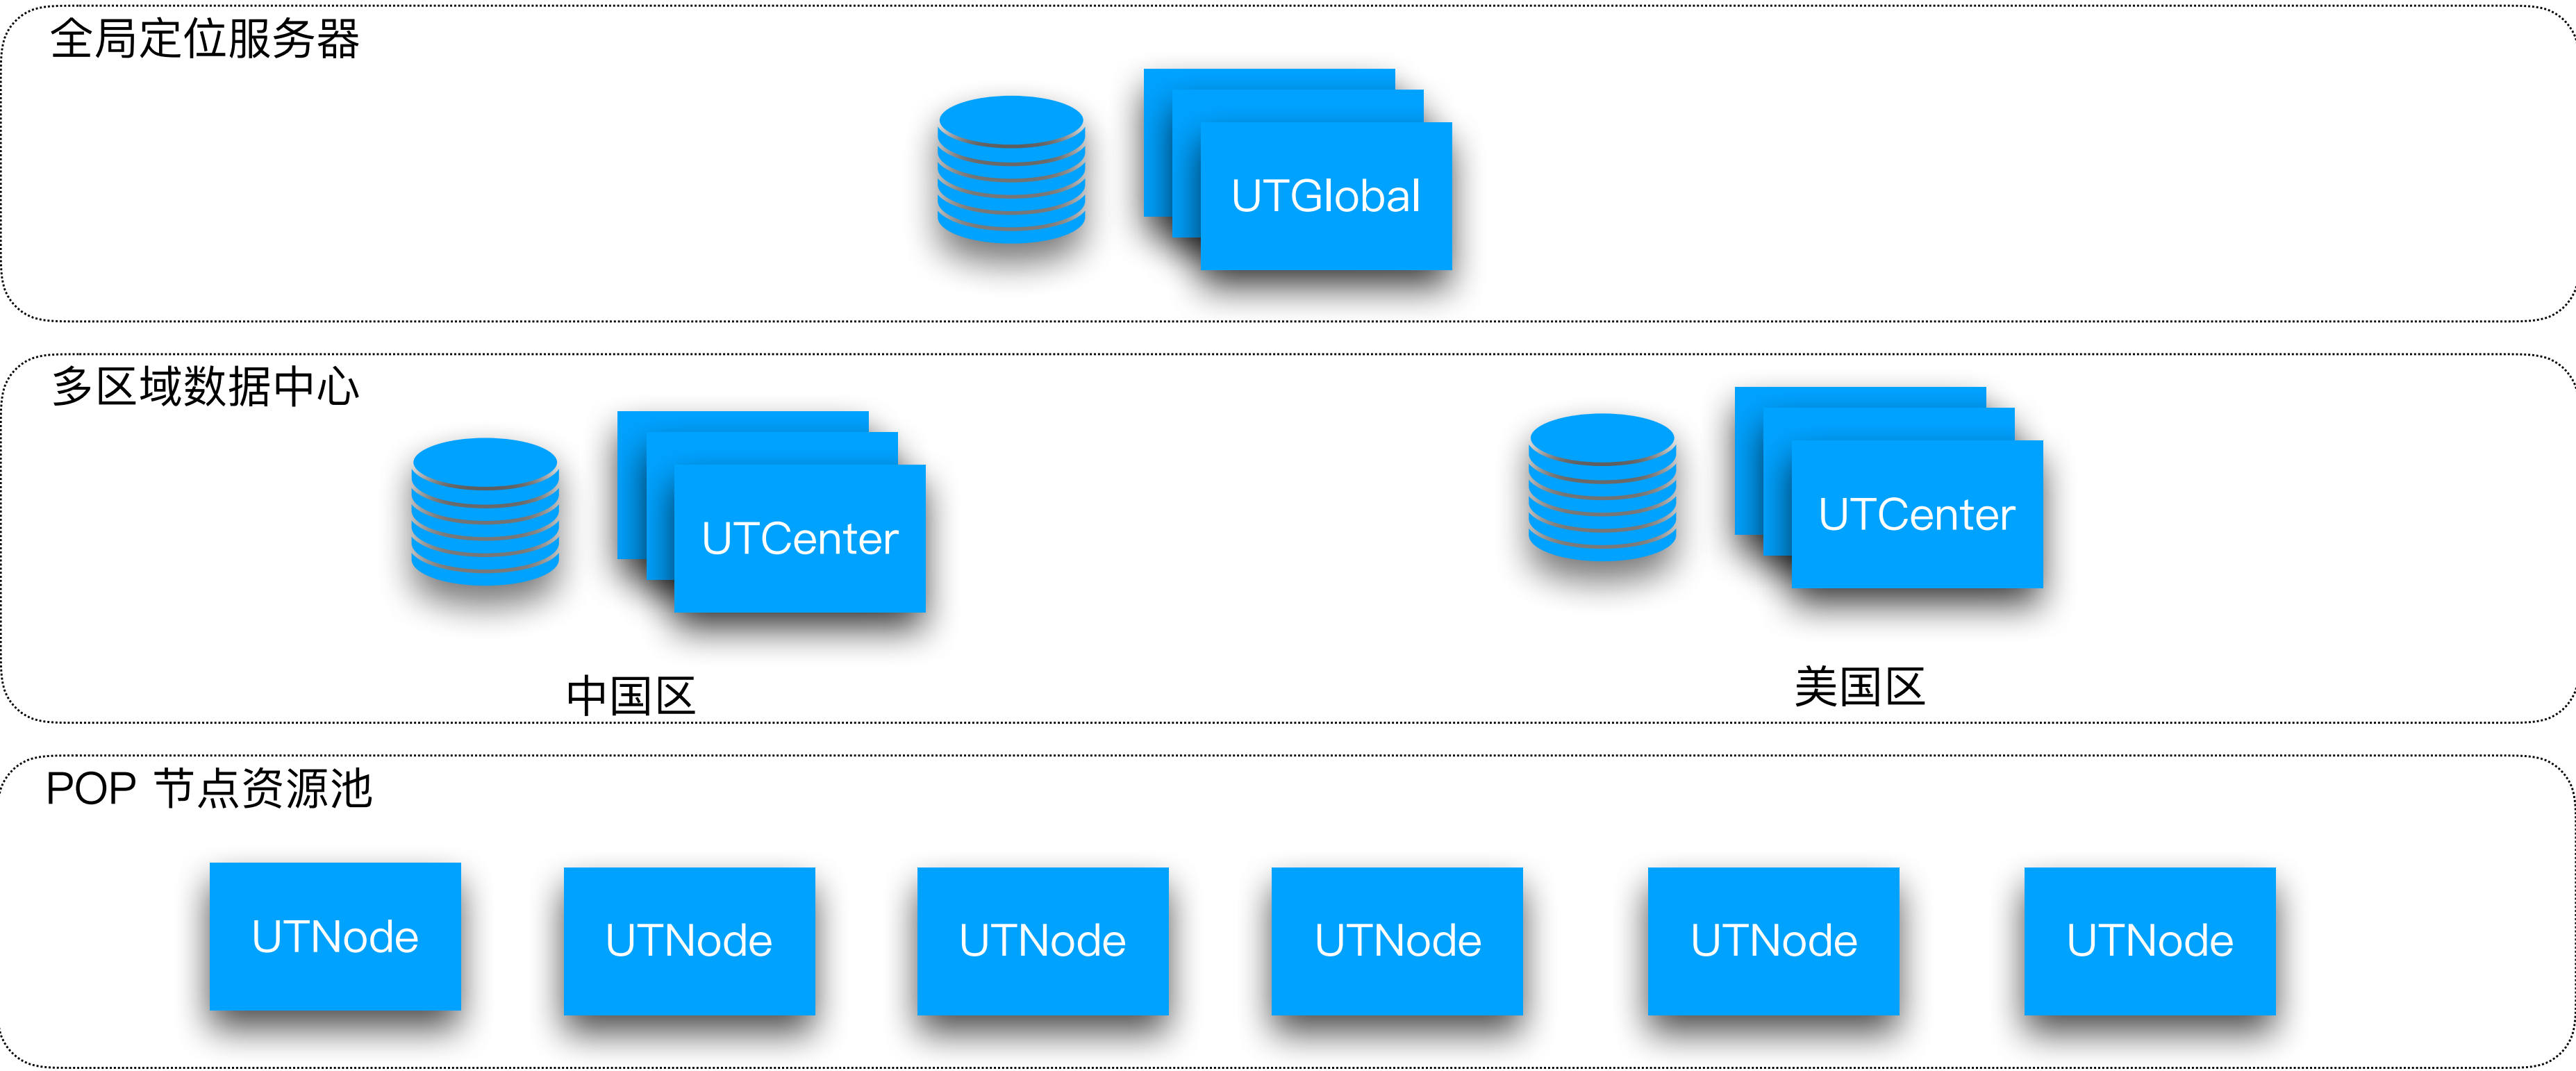 全局定位服务器
UTGlobal
多区域数据中心
UTCenter
UTCenter
中国区
美国区
POP 节点资源池
UTNode
UTNode
UTNode
UTNode
UTNode
UTNode